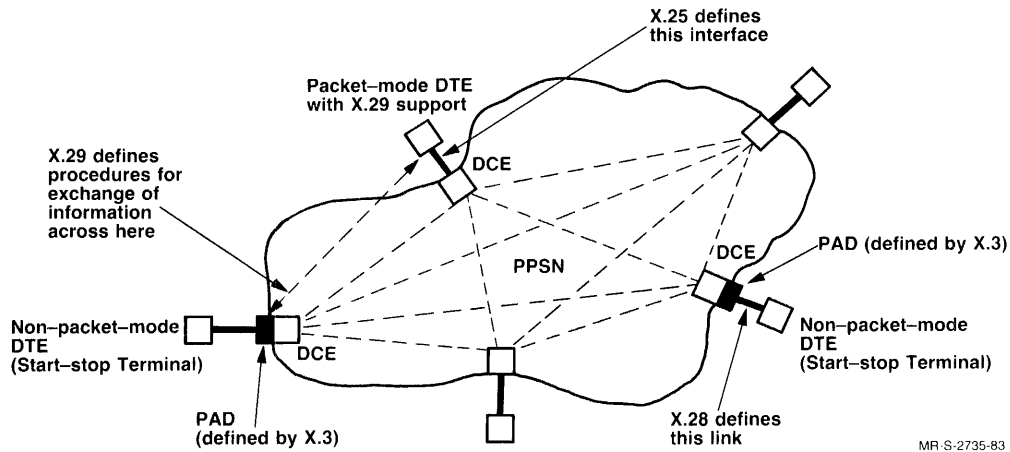 X.25 defines
this interface
Packet–mode DTE
with X.29 support
X.29 defines
procedures for
exchange of
information
across here
DCE
DCE
PAD (defined by X.3)
PPSN
Non–packet–mode
DTE
(Start–stop Terminal)
DCE
Non–packet–mode
DTE
(Start–stop Terminal)
PAD
(defined by X.3)
X.28 defines
this link
MR-S-2735-83